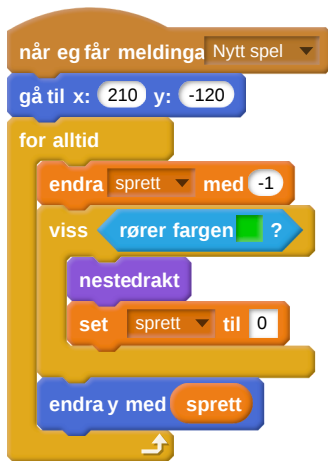 når eg får meldinga Nytt spel
gå til x: 210 y: -120
for alltid
endra sprett med -1
viss rører fargen ?
nestedrakt
set sprett til 0
endra y med sprett